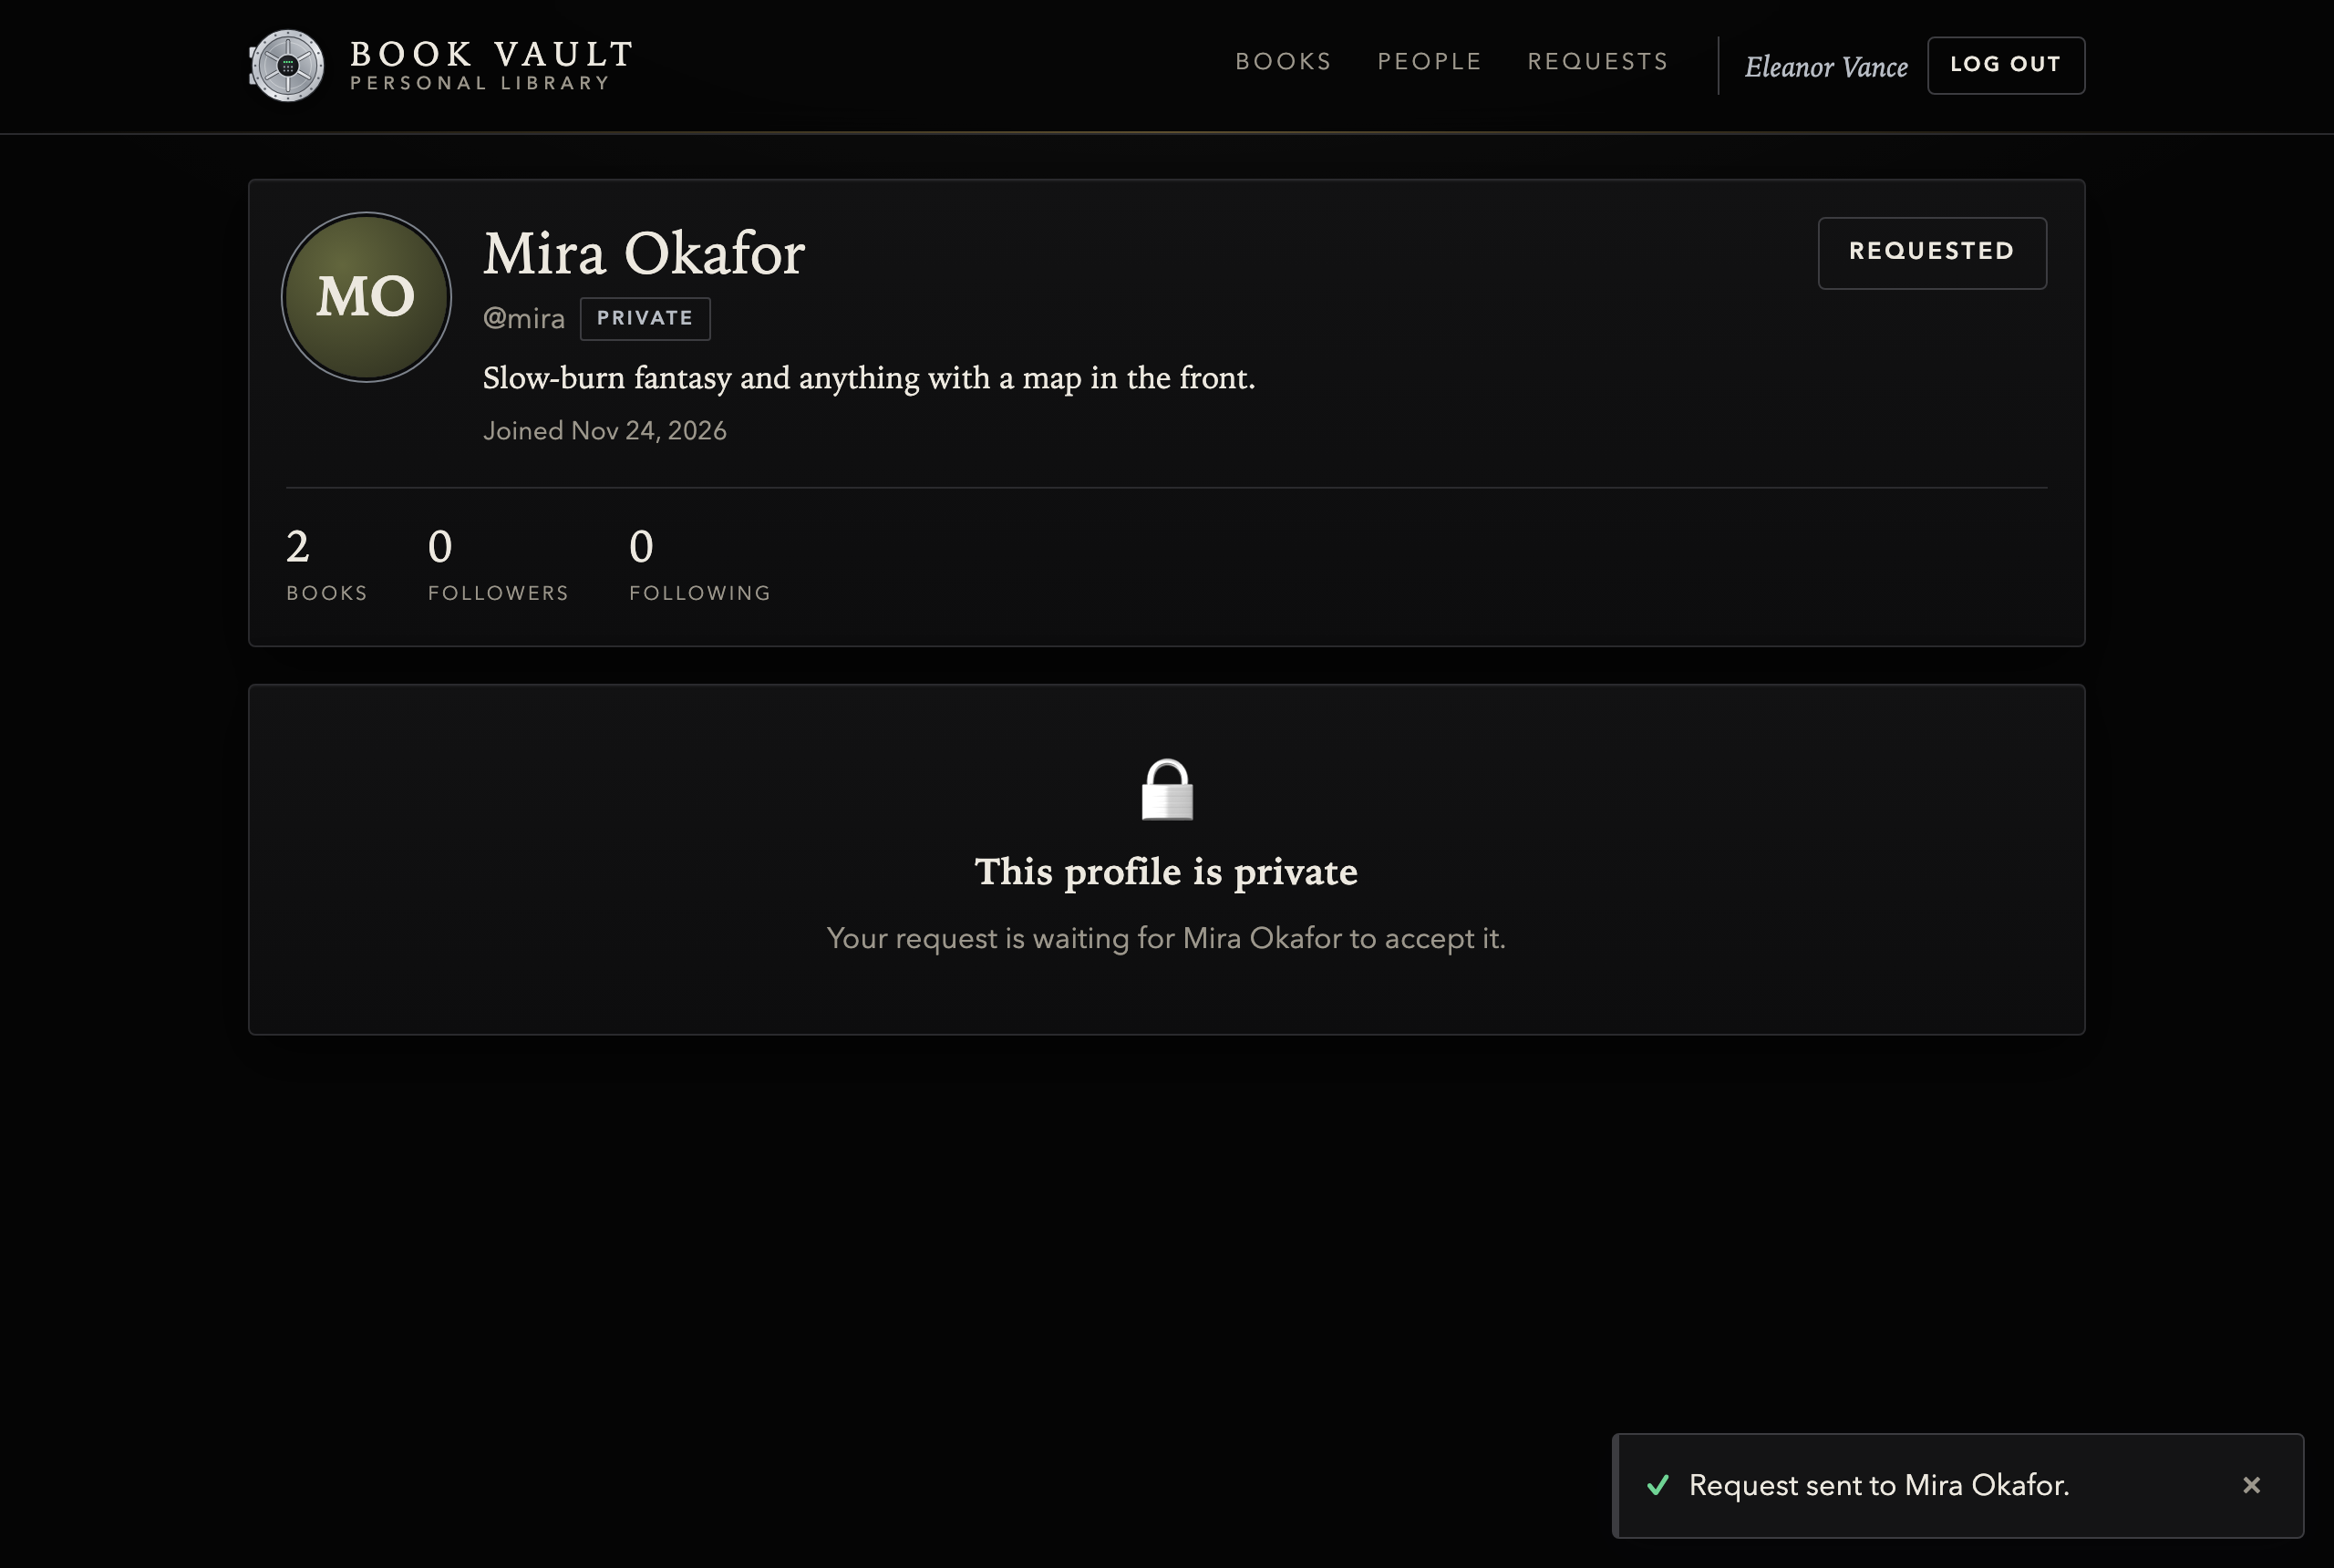 BOOK VAULT
PERSONAL LIBRARY
BOOKS
PEOPLE
REQUESTS
Eleanor Vance
LOG OUT
MO
Mira Okafor
@mira
PRIVATE
Slow-burn fantasy and anything with a map in the front.
Joined Nov 24, 2026
REQUESTED
2
BOOKS
0
FOLLOWERS
0
FOLLOWING
This profile is private
Your request is waiting for Mira Okafor to accept it.
Request sent to Mira Okafor.